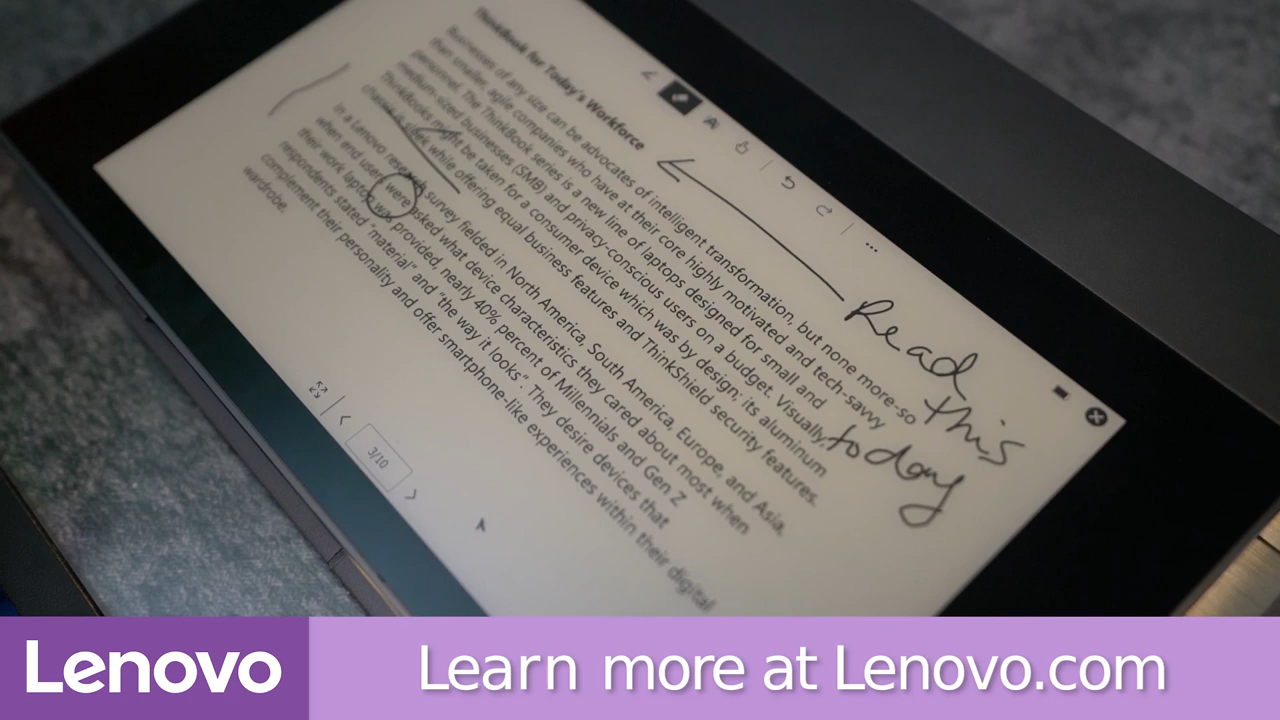 ThinkBook for Today's Workforce
Businesses of any size can be advocates of intelligent transformation, but none more-so
than smaller, agile companies who have at their core highly motivated and tech-savvy
personnel. The ThinkBook series is a new line of laptops designed for small and
medium-sized businesses (SMB) and privacy-conscious users on a budget. Visually,
ThinkBooks might be taken for a consumer device which was by design: its aluminum
chassis is sleek while offering equal business features and ThinkShield security features.
In a Lenovo research survey fielded in North America, South America, Europe, and Asia,
when end users were asked what device characteristics they cared about most when
their work laptop was provided, nearly 40% percent of Millennials and Gen Z
respondents stated "material" and "the way it looks". They desire devices that
complement their personality and offer smartphone-like experiences within their digital
wardrobe.
Read
this
today
3/10
Lenovo
Learn more at Lenovo.com